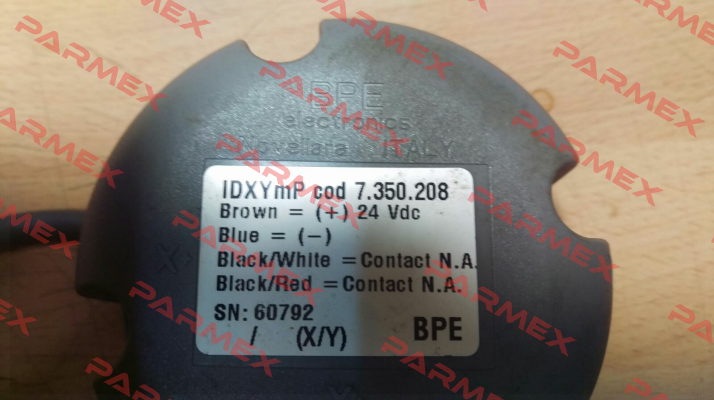 BPE
electronics
Novellara - ITALY
IDXYmP cod 7.350.208
Brown = (+) 24 Vdc
Blue = (-)
Black/White = Contact N.A.
Black/Red = Contact N.A.
SN: 60792
/ (X/Y) BPE
PARMEX